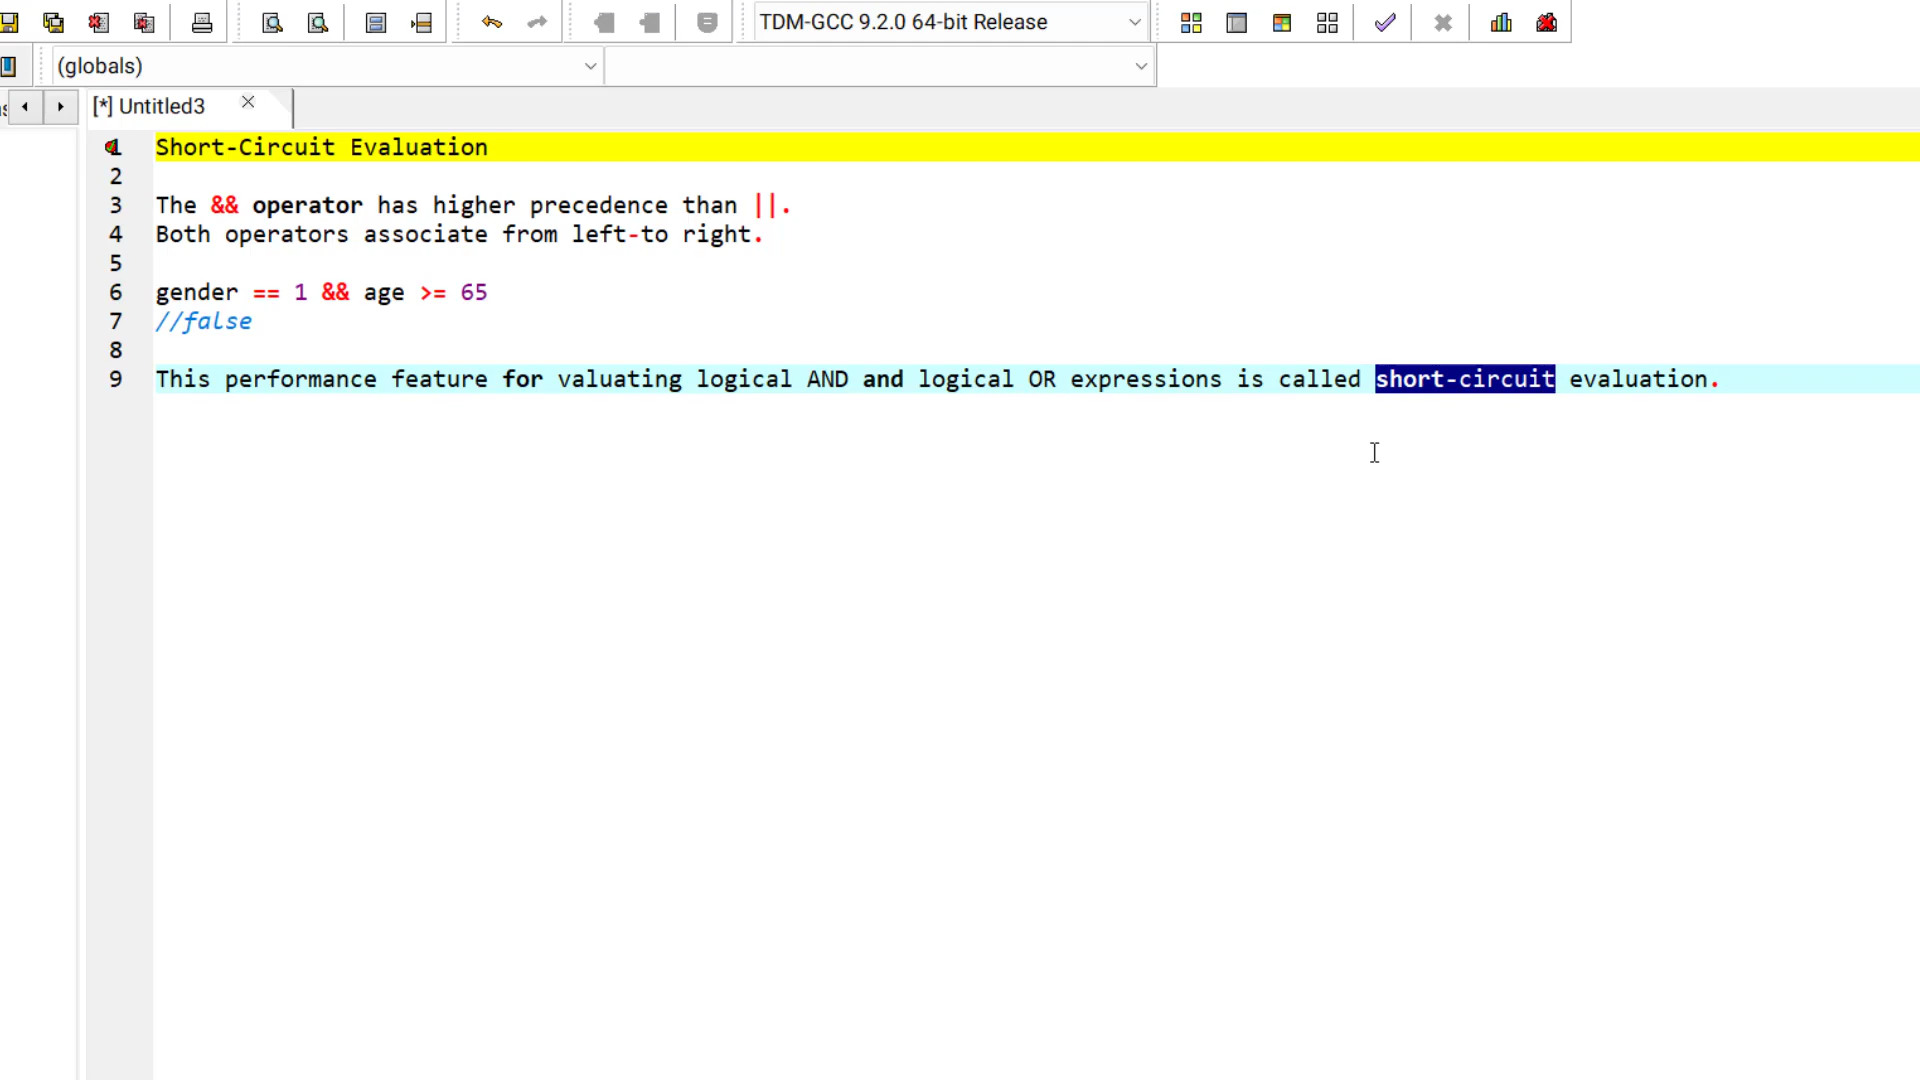 TDM-GCC 9.2.0 64-bit Release
(globals)
[*] Untitled3
1 Short-Circuit Evaluation
2
3 The && operator has higher precedence than ||.
4 Both operators associate from left-to right.
5
6 gender == 1 && age >= 65
7 //false
8
9 This performance feature for valuating logical AND and logical OR expressions is called short-circuit evaluation.